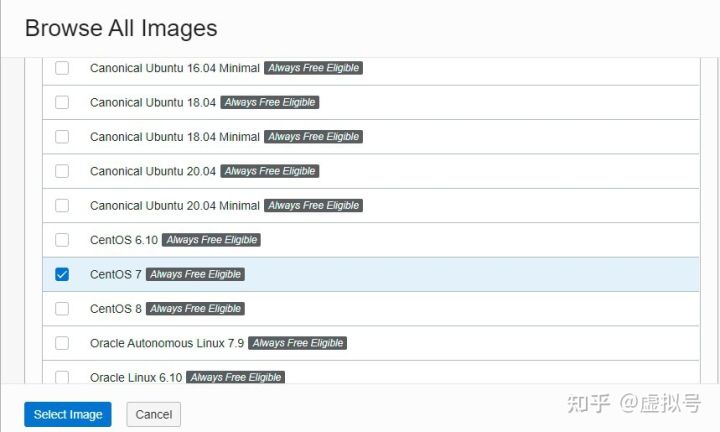 Browse All Images
Canonical Ubuntu 16.04 Minimal Always Free Eligible
Canonical Ubuntu 18.04 Always Free Eligible
Canonical Ubuntu 18.04 Minimal Always Free Eligible
Canonical Ubuntu 20.04 Always Free Eligible
Canonical Ubuntu 20.04 Minimal Always Free Eligible
CentOS 6.10 Always Free Eligible
CentOS 7 Always Free Eligible
CentOS 8 Always Free Eligible
Oracle Autonomous Linux 7.9 Always Free Eligible
Oracle Linux 6.10 Always Free Eligible
Select Image Cancel
知乎 @虚拟号